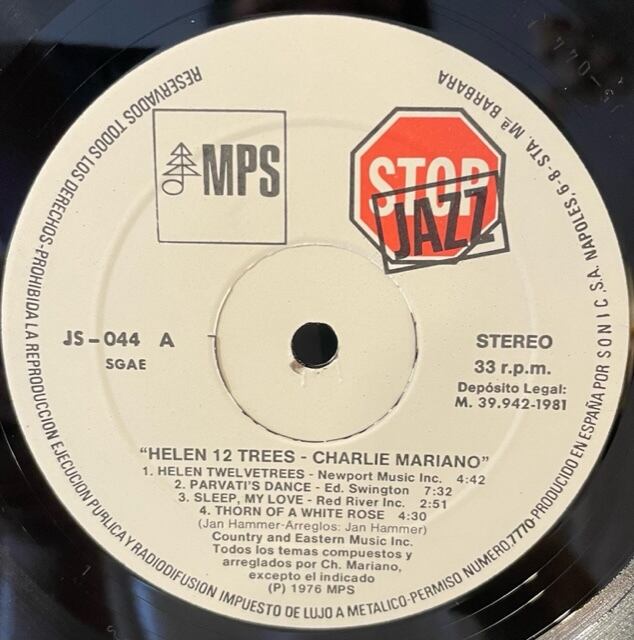 RESERVADOS TODOS LOS DERECHOS-PROHIBIDA LA REPRODUCCION EJECUCION PUBLICA Y RADIODIFUSION IMPUESTO DE LUJO A METALICO-PERMISO NUMERO.7770-PRODUCIDO EN ESPAÑA POR SONIC, S.A. NAPOLES, 6-8-STA. Mª BARBARA
MPS
STOP
JAZZ
JS-044 A
SGAE
STEREO
33 r.p.m.
Depósito Legal:
M. 39.942-1981
"HELEN 12 TREES - CHARLIE MARIANO"
1. HELEN TWELVETREES - Newport Music Inc. 4:42
2. PARVATI'S DANCE - Ed. Swington 7:32
3. SLEEP, MY LOVE - Red River Inc. 2:51
4. THORN OF A WHITE ROSE 4:30
(Jan Hammer-Arreglos: Jan Hammer)
Country and Eastern Music Inc.
Todos los temas compuestos y
arreglados por Ch. Mariano,
excepto el indicado
(P) 1976 MPS